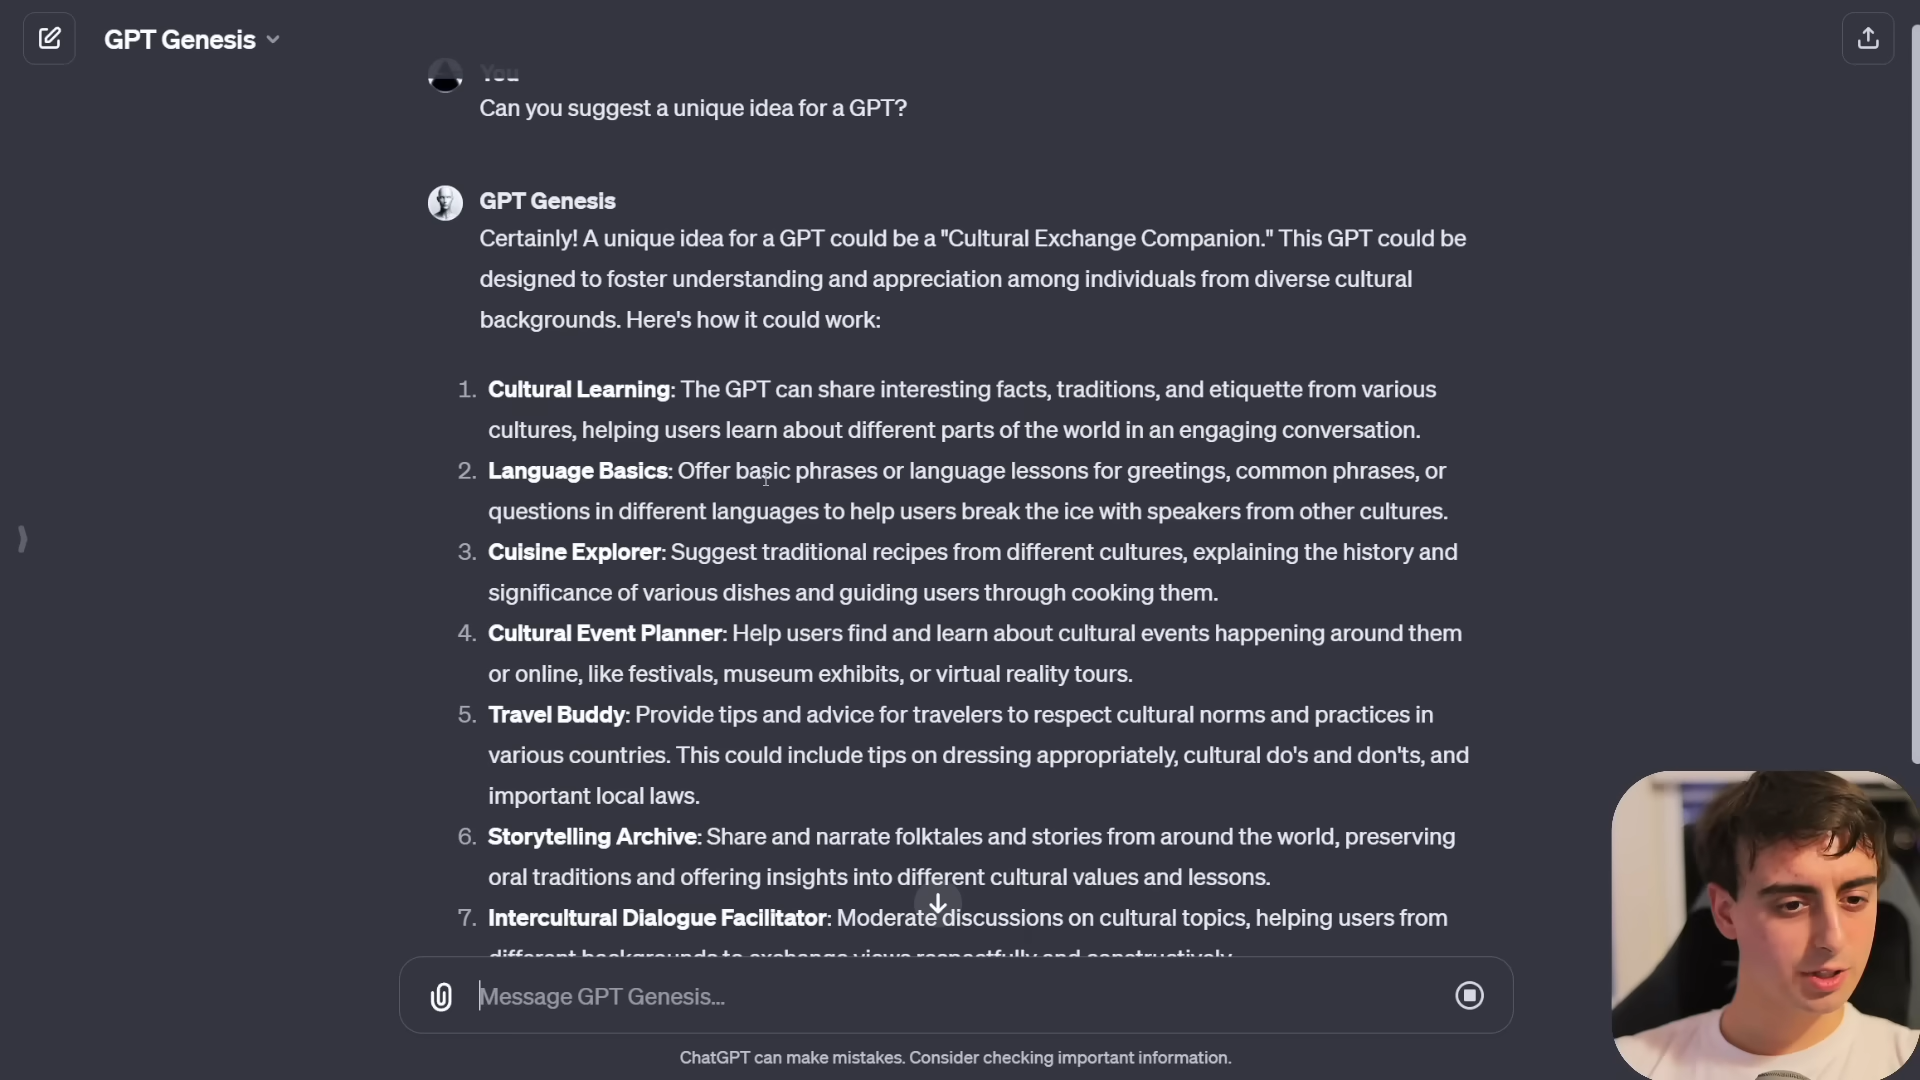 GPT Genesis
You
Can you suggest a unique idea for a GPT?
GPT Genesis
Certainly! A unique idea for a GPT could be a "Cultural Exchange Companion." This GPT could be
designed to foster understanding and appreciation among individuals from diverse cultural
backgrounds. Here's how it could work:
1. Cultural Learning: The GPT can share interesting facts, traditions, and etiquette from various
cultures, helping users learn about different parts of the world in an engaging conversation.
2. Language Basics: Offer basic phrases or language lessons for greetings, common phrases, or
questions in different languages to help users break the ice with speakers from other cultures.
3. Cuisine Explorer: Suggest traditional recipes from different cultures, explaining the history and
significance of various dishes and guiding users through cooking them.
4. Cultural Event Planner: Help users find and learn about cultural events happening around them
or online, like festivals, museum exhibits, or virtual reality tours.
5. Travel Buddy: Provide tips and advice for travelers to respect cultural norms and practices in
various countries. This could include tips on dressing appropriately, cultural do's and don'ts, and
important local laws.
6. Storytelling Archive: Share and narrate folktales and stories from around the world, preserving
oral traditions and offering insights into different cultural values and lessons.
7. Intercultural Dialogue Facilitator: Moderate discussions on cultural topics, helping users from
different backgrounds to exchange views respectfully and constructively.
Message GPT Genesis...
ChatGPT can make mistakes. Consider checking important information.